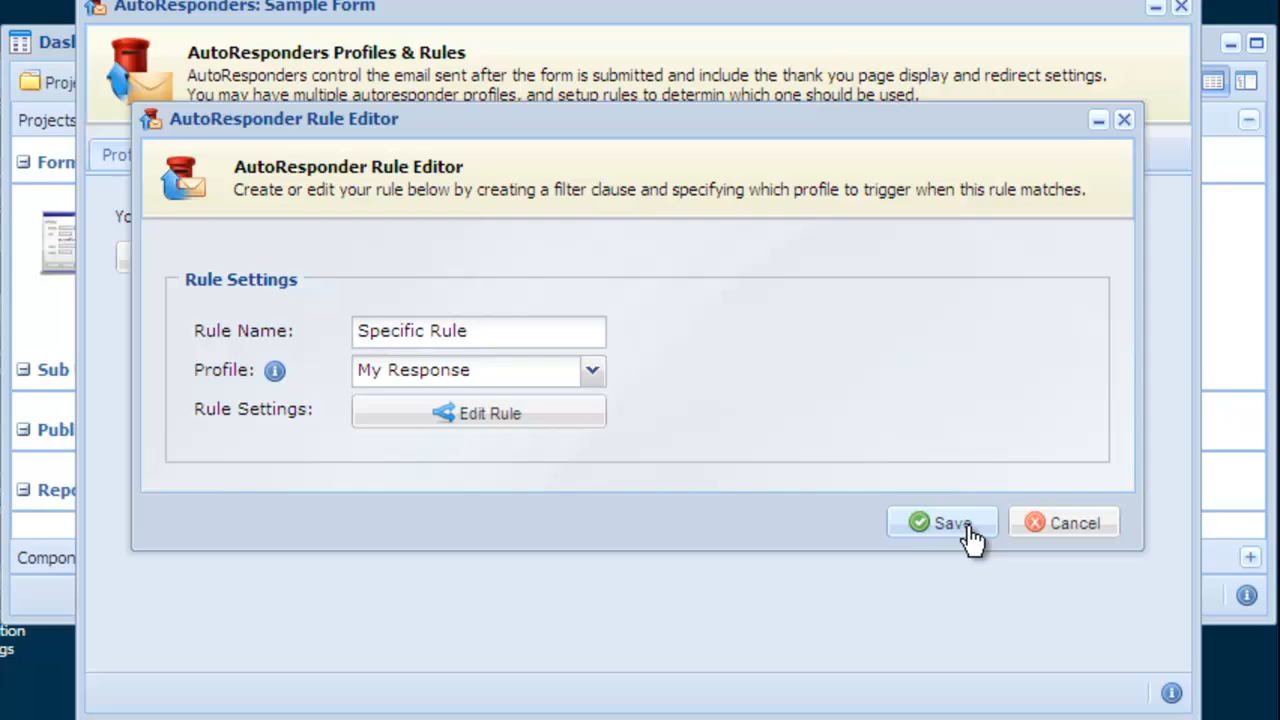 AutoResponders: Sample Form
AutoResponders Profiles & Rules
AutoResponders control the email sent after the form is submitted and include the thank you page display and redirect settings.
You may have multiple autoresponder profiles, and setup rules to determin which one should be used.
Dasl
Proje
Projects
Form
Sub
Publ
Repo
Compon
tion
gs
Prof
Yo
AutoResponder Rule Editor
AutoResponder Rule Editor
Create or edit your rule below by creating a filter clause and specifying which profile to trigger when this rule matches.
Rule Settings
Rule Name: Specific Rule
Profile: My Response
Rule Settings: Edit Rule
Save Cancel